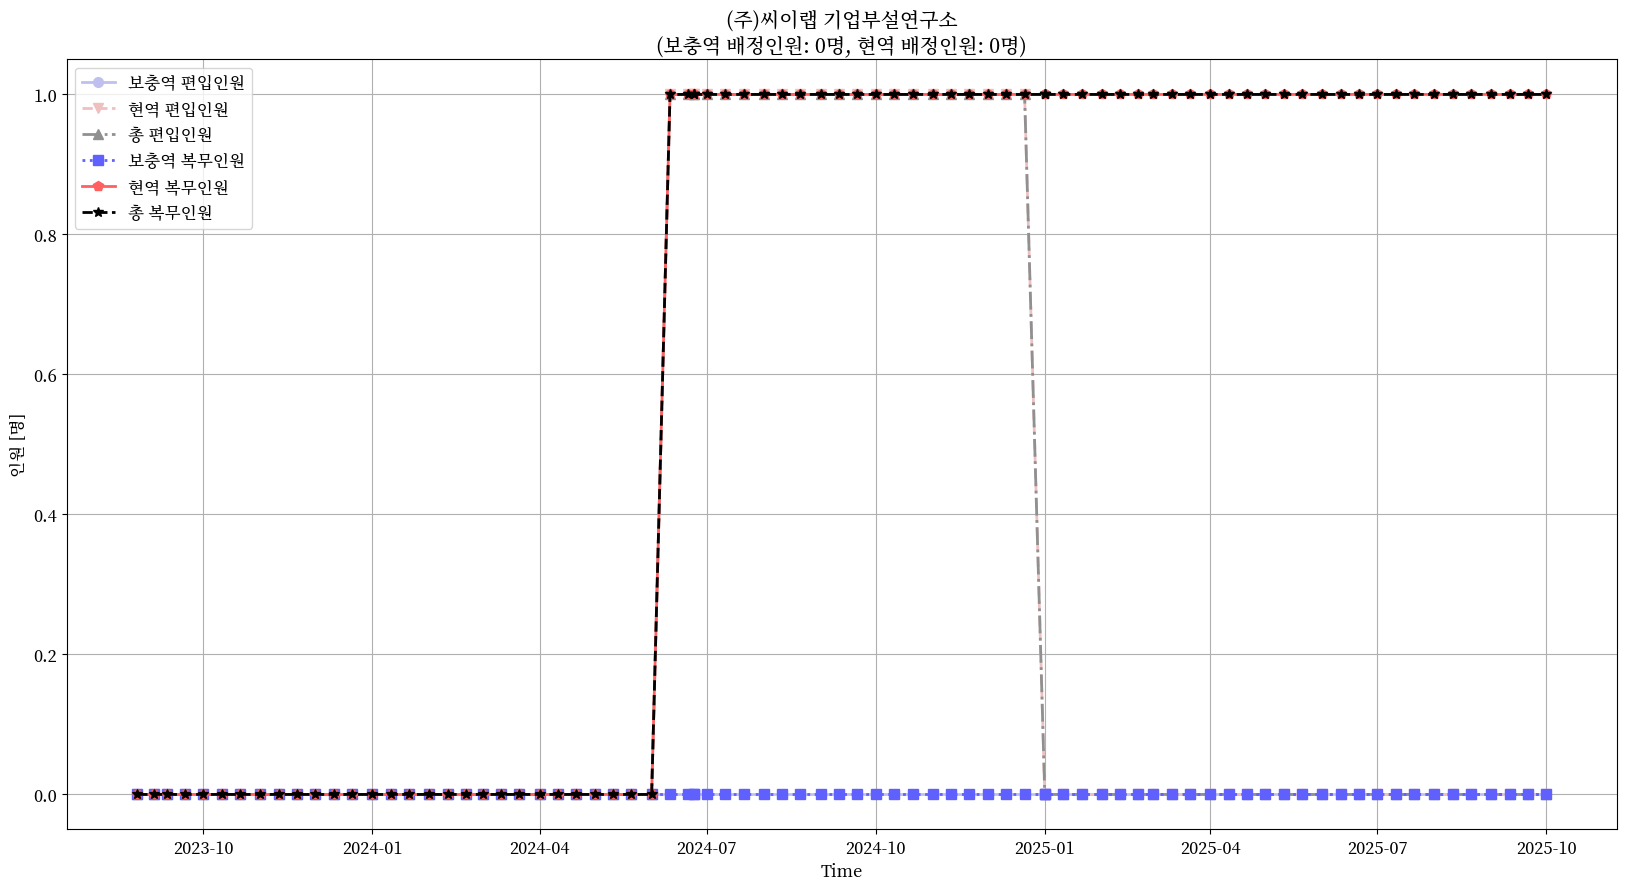 (주)씨이랩 기업부설연구소
(보충역 배정인원: 0명, 현역 배정인원: 0명)
보충역 편입인원
현역 편입인원
총 편입인원
보충역 복무인원
현역 복무인원
총 복무인원
1.0
0.8
0.6
0.4
0.2
0.0
인원 [명]
2023-10
2024-01
2024-04
2024-07
2024-10
2025-01
2025-04
2025-07
2025-10
Time